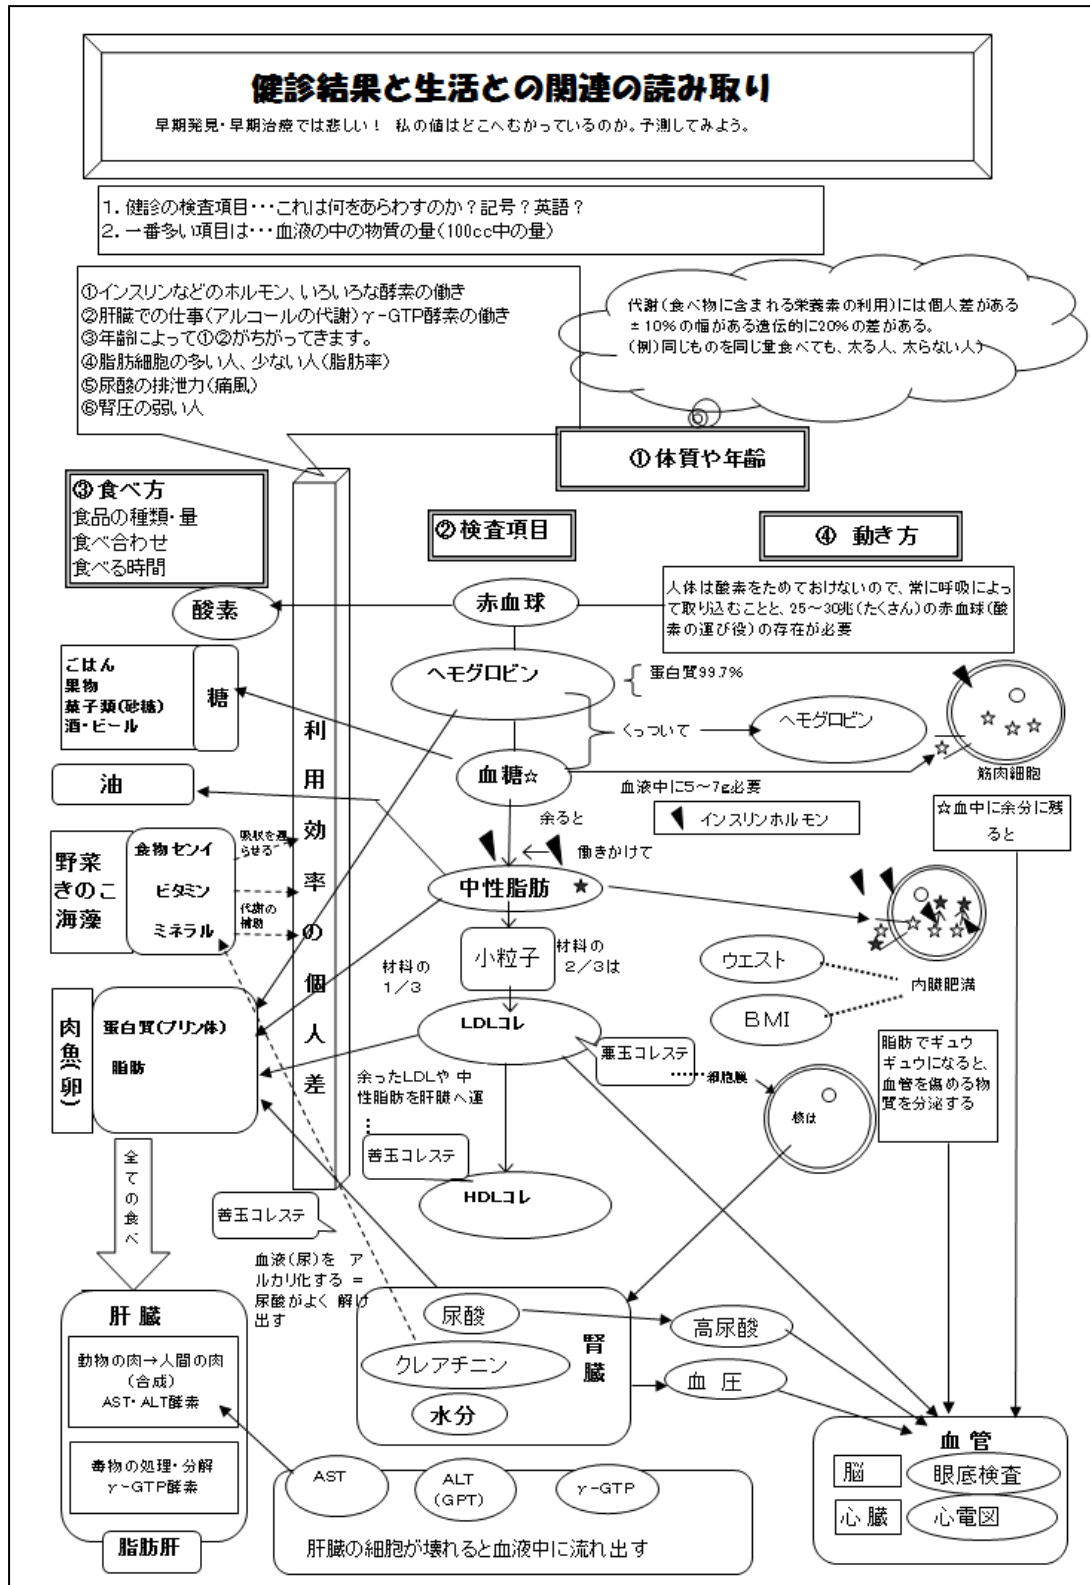 健診結果と生活との関連の読み取り
早期発見・早期治療では悲しい！ 私の値はどこへむかっているのか。予測してみよう。
1. 健診の検査項目・・・これは何をあらわすのか？記号？英語？
2. 一番多い項目は・・・血液の中の物質の量(100cc中の量)
①インスリンなどのホルモン、いろいろな酵素の働き
②肝臓での仕事(アルコールの代謝)γ-GTP酵素の働き
③年齢によって①②がちがってきます。
④脂肪細胞の多い人、少ない人(脂肪率)
⑤尿酸の排泄力(痛風)
⑥腎圧の弱い人
代謝(食べ物に含まれる栄養素の利用)には個人差がある
±10%の幅がある遺伝的に20%の差がある。
(例)同じものを同じ量食べても、太る人、太らない人)
①体質や年齢
③食べ方
食品の種類・量
食べ合わせ
食べる時間
②検査項目
④ 動き方
人体は酸素をためておけないので、常に呼吸によっ
て取り込むことと、25～30兆(たくさん)の赤血球(酸
素の運び役)の存在が必要
酸素
赤血球
ヘモグロビン
蛋白質99.7%
ごはん
果物
菓子類(砂糖)
酒・ビール
糖
利用効率の個人差
くっついて
ヘモグロビン
筋肉細胞
血糖☆
血液中に5～7g必要
油
余ると
インスリンホルモン
☆血中に余分に残
ると
働きかけて
野菜
きのこ
海藻
食物センイ
ビタミン
ミネラル
吸収を遅
らせる
代謝の
補助
中性脂肪 ★
小粒子
材料の
1／3
材料の
2／3は
ウエスト
BMI
内臓肥満
肉魚(卵)
蛋白質(プリン体)
脂肪
LDLコレ
悪玉コレステ
細胞膜
核は
脂肪でギュウ
ギュウになると、
血管を傷める物
質を分泌する
余ったLDLや 中
性脂肪を肝臓へ運
善玉コレステ
HDLコレ
全ての食べ
善玉コレステ
血液(尿)を ア
ルカリ化する =
尿酸がよく 解け
出す
肝臓
動物の肉→人間の肉
(合成)
AST・ALT酵素
毒物の処理・分解
γ-GTP酵素
脂肪肝
尿酸
クレアチニン
水分
腎臓
高尿酸
血 圧
血管
脳
眼底検査
心臓
心電図
AST
ALT
(GPT)
γ-GTP
肝臓の細胞が壊れると血液中に流れ出す